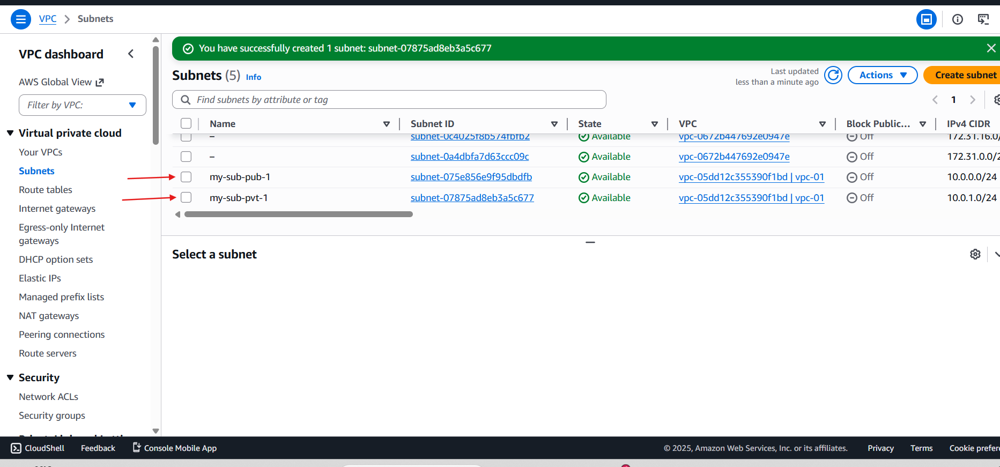 VPC > Subnets
VPC dashboard
AWS Global View
Filter by VPC:
Virtual private cloud
Your VPCs
Subnets
Route tables
Internet gateways
Egress-only Internet
gateways
DHCP option sets
Elastic IPs
Managed prefix lists
NAT gateways
Peering connections
Route servers
Security
Network ACLs
Security groups
You have successfully created 1 subnet: subnet-07875ad8eb3a5c677
Subnets (5) Info
Last updated
less than a minute ago
Actions
Create subnet
Find subnets by attribute or tag
1
Name Subnet ID State VPC Block Public... IPv4 CIDR
– subnet-0c4025f8b574fbfb2 Available vpc-0672b447692e0947e Off 172.31.16.0/
– subnet-0a4dbfa7d63ccc09c Available vpc-0672b447692e0947e Off 172.31.0.0/2
my-sub-pub-1 subnet-075e856e9f95dbdfb Available vpc-05dd12c355390f1bd | vpc-01 Off 10.0.0.0/24
my-sub-pvt-1 subnet-07875ad8eb3a5c677 Available vpc-05dd12c355390f1bd | vpc-01 Off 10.0.1.0/24
Select a subnet
CloudShell Feedback Console Mobile App © 2025, Amazon Web Services, Inc. or its affiliates. Privacy Terms Cookie prefere